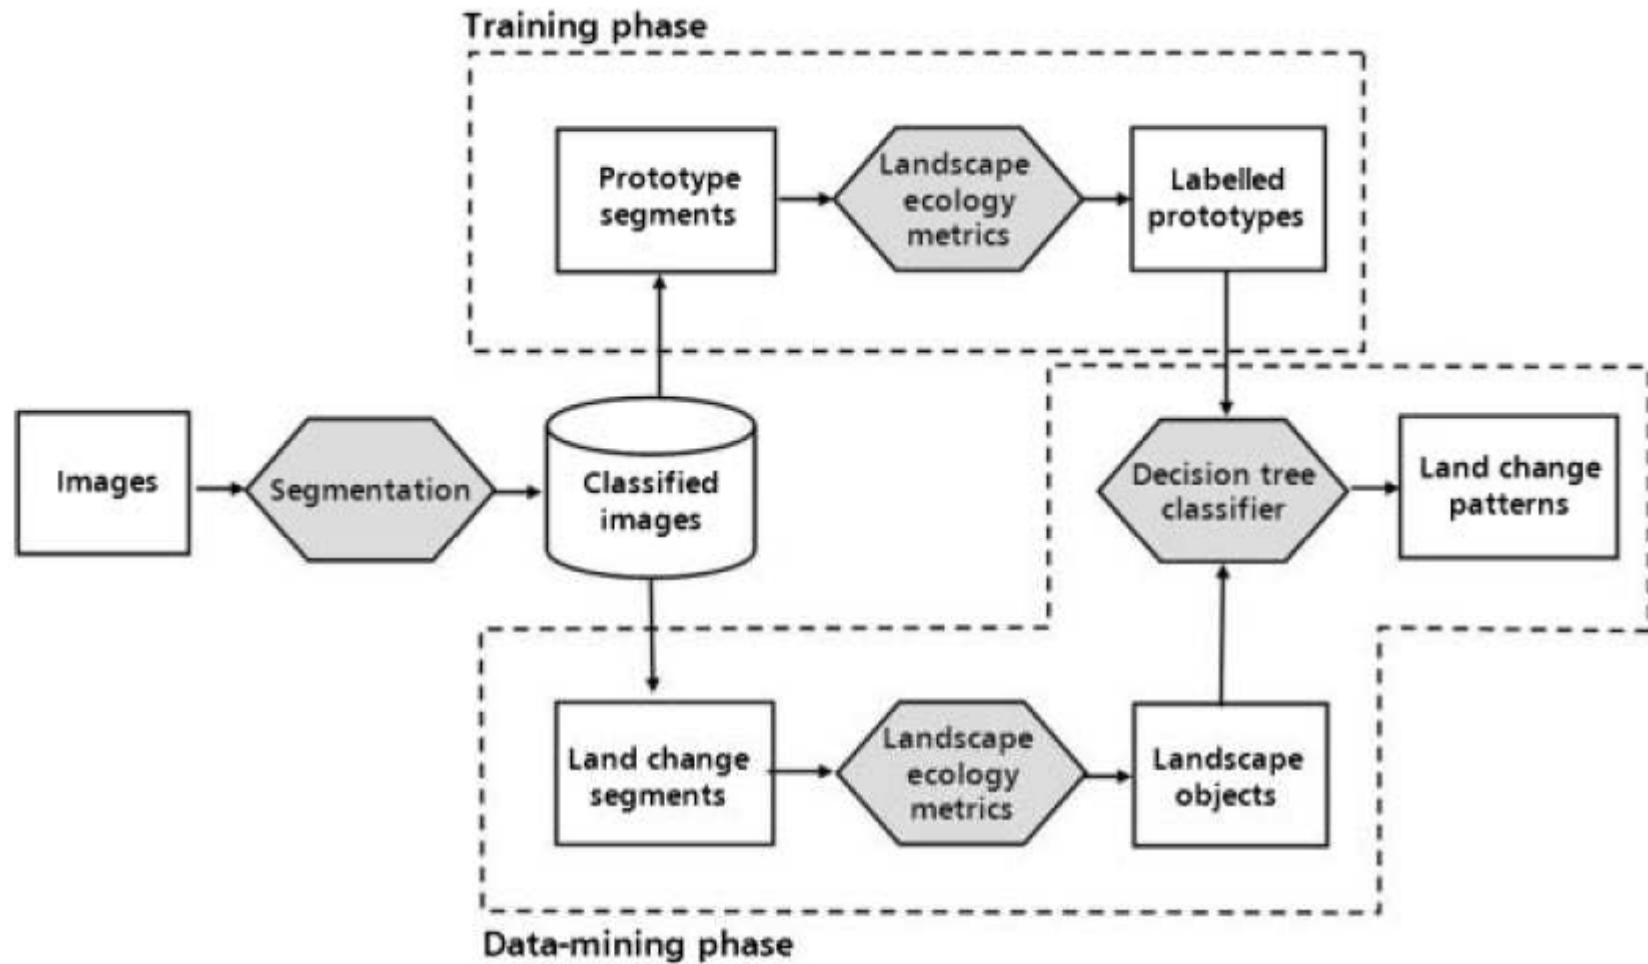 Training phase
Prototype
segments
Landscape
ecology
metrics
Labelled
prototypes
Images
Segmentation
Classified
images
Decision tree
classifier
Land change
patterns
Land change
segments
Landscape
ecology
metrics
Landscape
objects
Data-mining phase